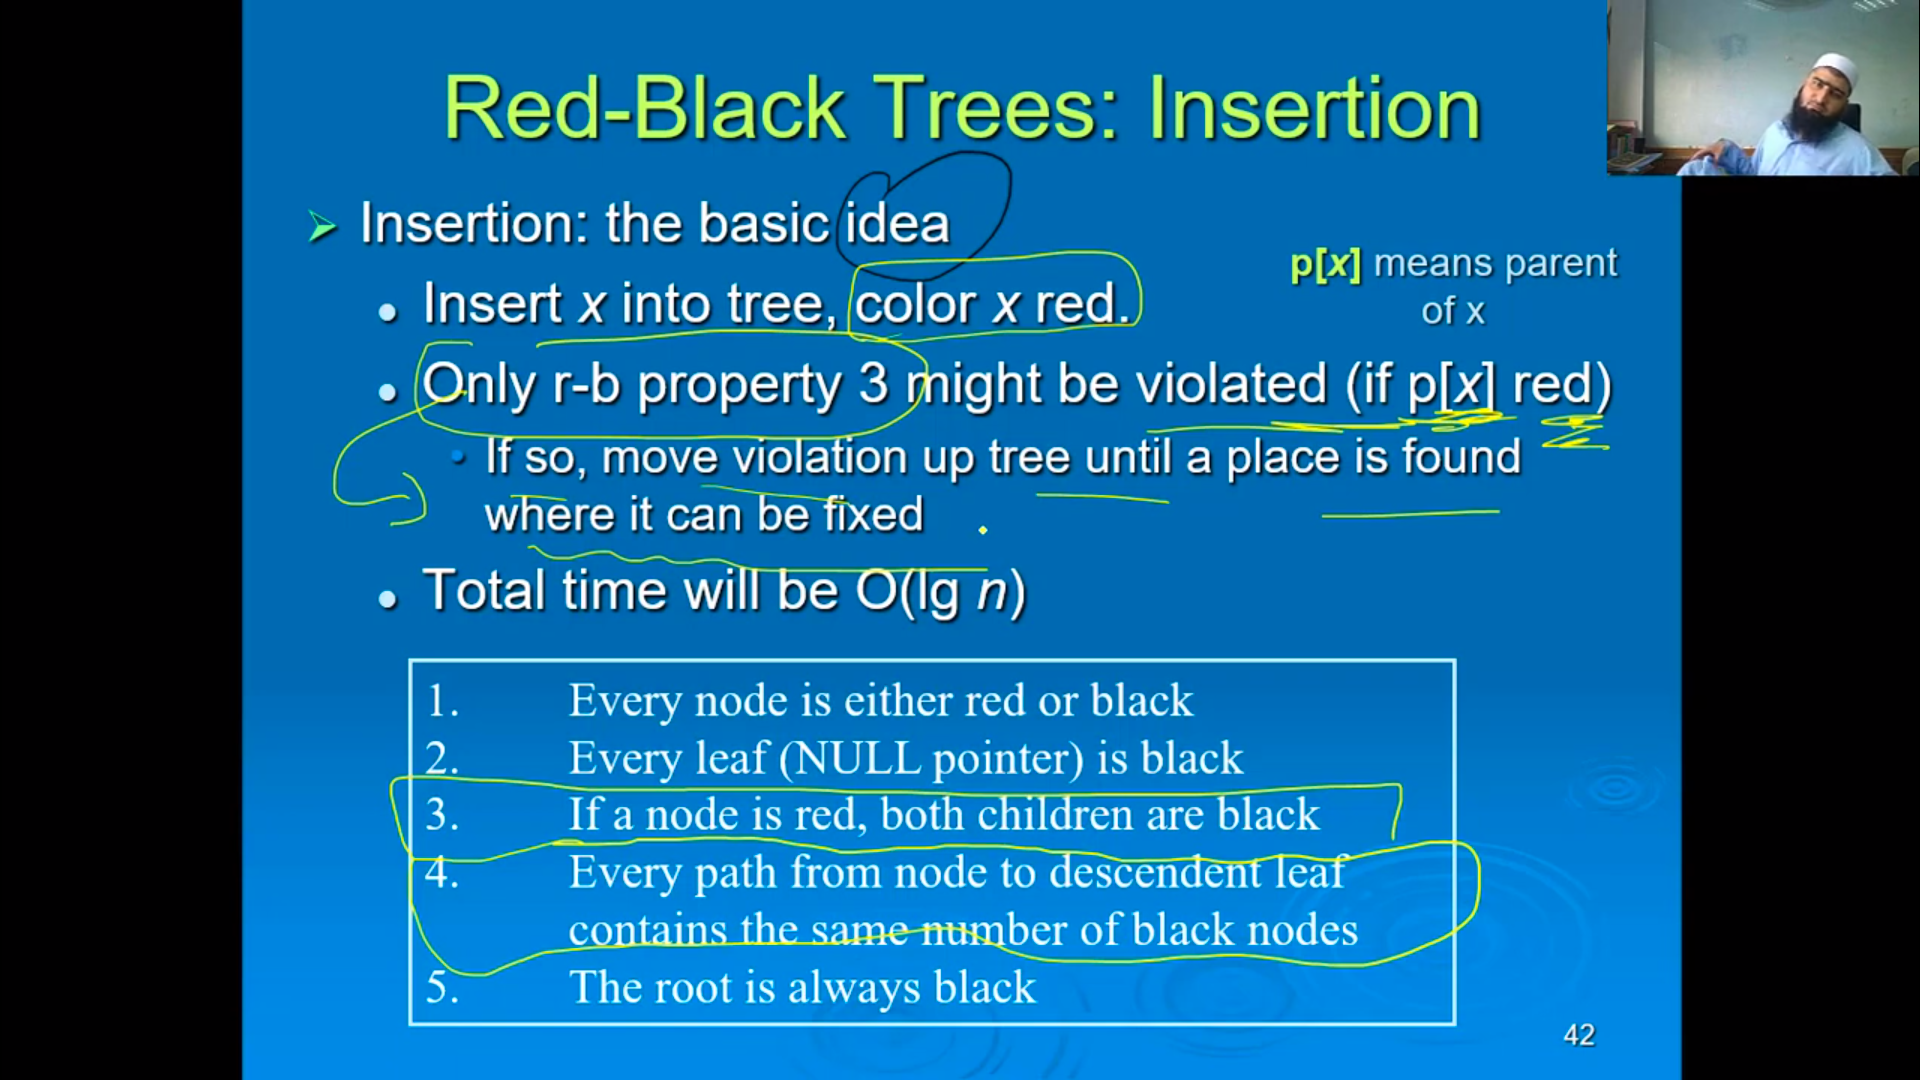 Red-Black Trees: Insertion
Insertion: the basic idea
p[x] means parent
of x
Insert x into tree, color x red.
Only r-b property 3 might be violated (if p[x] red)
If so, move violation up tree until a place is found
where it can be fixed
Total time will be O(lg n)
1. Every node is either red or black
2. Every leaf (NULL pointer) is black
3. If a node is red, both children are black
4. Every path from node to descendent leaf
contains the same number of black nodes
5. The root is always black
42